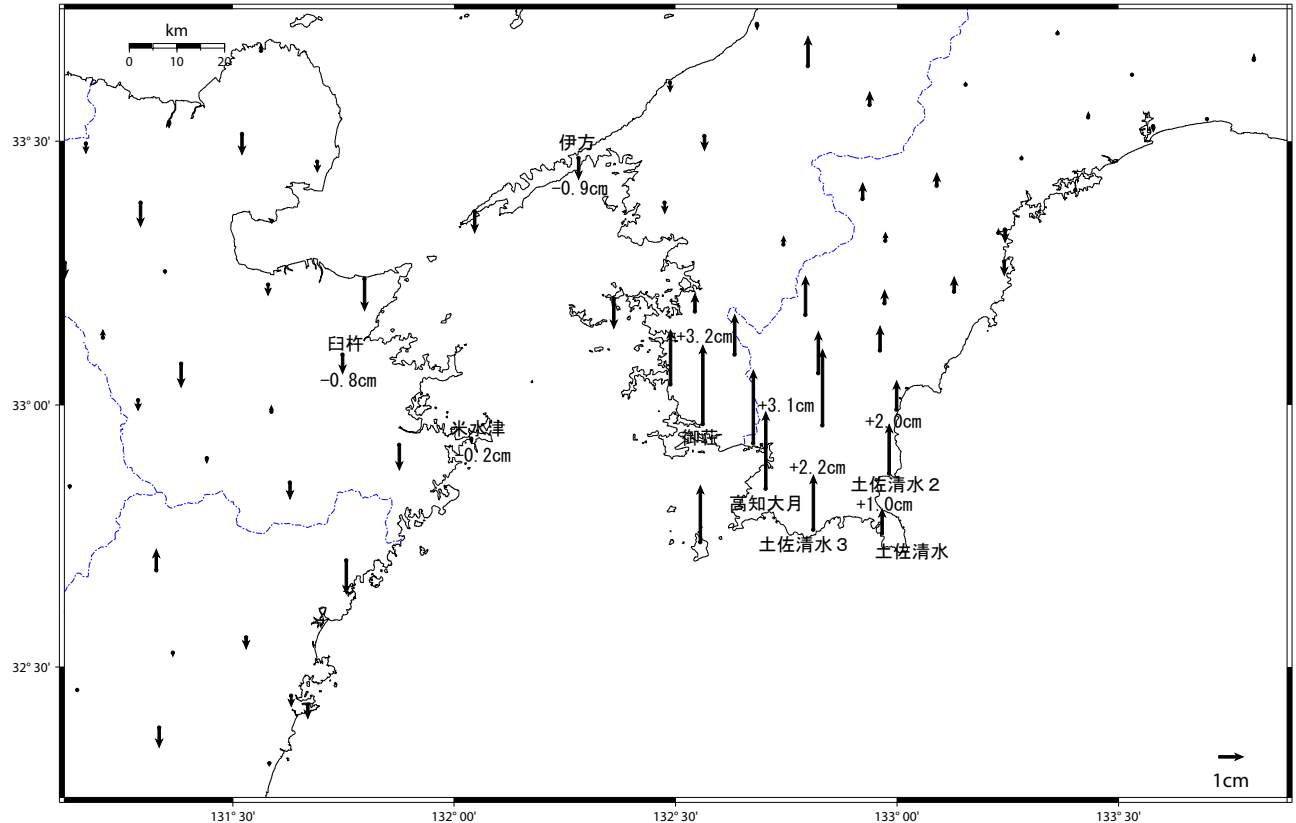 km
0 10 20
伊方
33° 30'
-0.9cm
+3.2cm
臼杵
-0.8cm
33° 00'
+3.1cm
+2.0cm
米水津
-0.2cm
御荘
+2.2cm
土佐清水２
高知大月
+1.0cm
土佐清水３
土佐清水
32° 30'
1cm
131° 30'
132° 00'
132° 30'
133° 00'
133° 30'